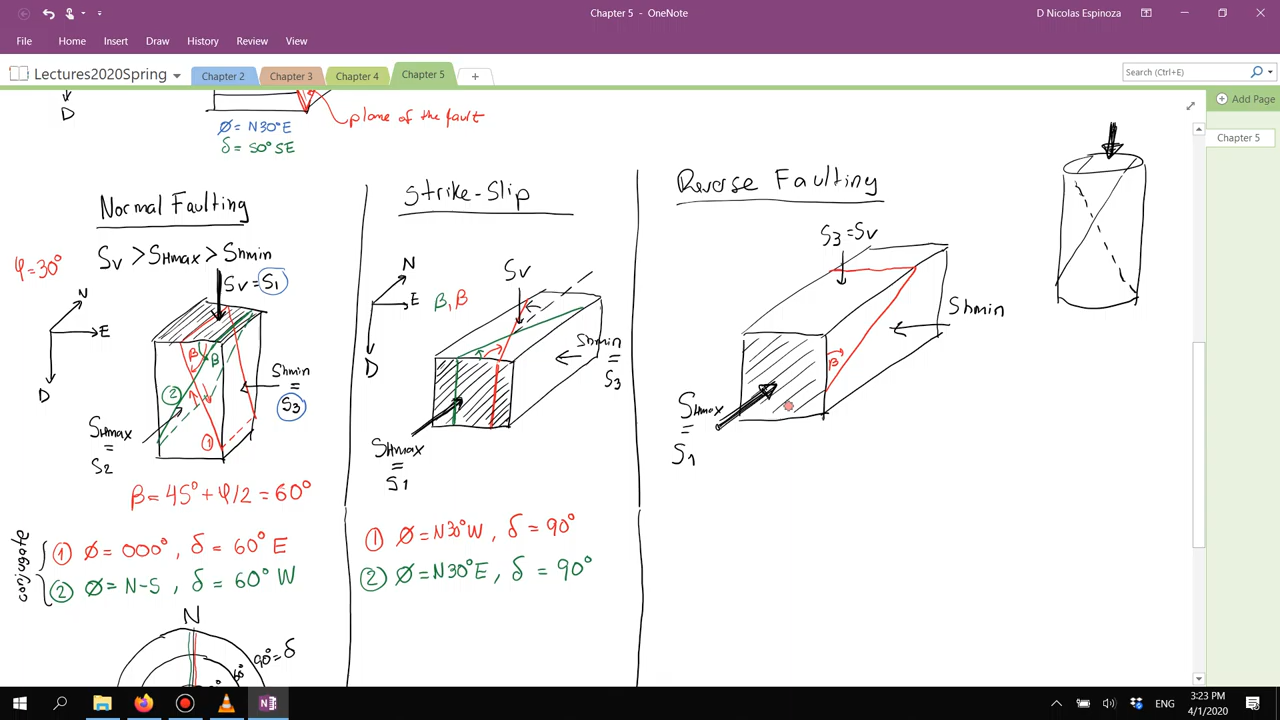 Chapter 5 - OneNote
D Nicolas Espinoza
File Home Insert Draw History Review View
Lectures2020Spring
Chapter 2 Chapter 3 Chapter 4 Chapter 5 +
Search (Ctrl+E)
Add Page
Chapter 5
D
plane of the fault
Ø = N30°E
δ = 50° SE
Normal Faulting
φ=30°
Sv > SHmax > Shmin
Sv = S1
N
E
D
β
β
2
1
Shmin
=
S3
SHmax
=
S2
β = 45° + φ/2 = 60°
conjugate
1 Ø = 000°, δ = 60° E
2 Ø = N-S, δ = 60° W
N
90°=δ
60°
Strike-Slip
N
E
D
β, β
Sv
Shmin
=
S3
SHmax
=
S1
1 Ø = N30°W, δ = 90°
2 Ø = N30°E, δ = 90°
Reverse Faulting
S3 = Sv
Shmin
β
SHmax
=
S1
ENG
3:23 PM
4/1/2020